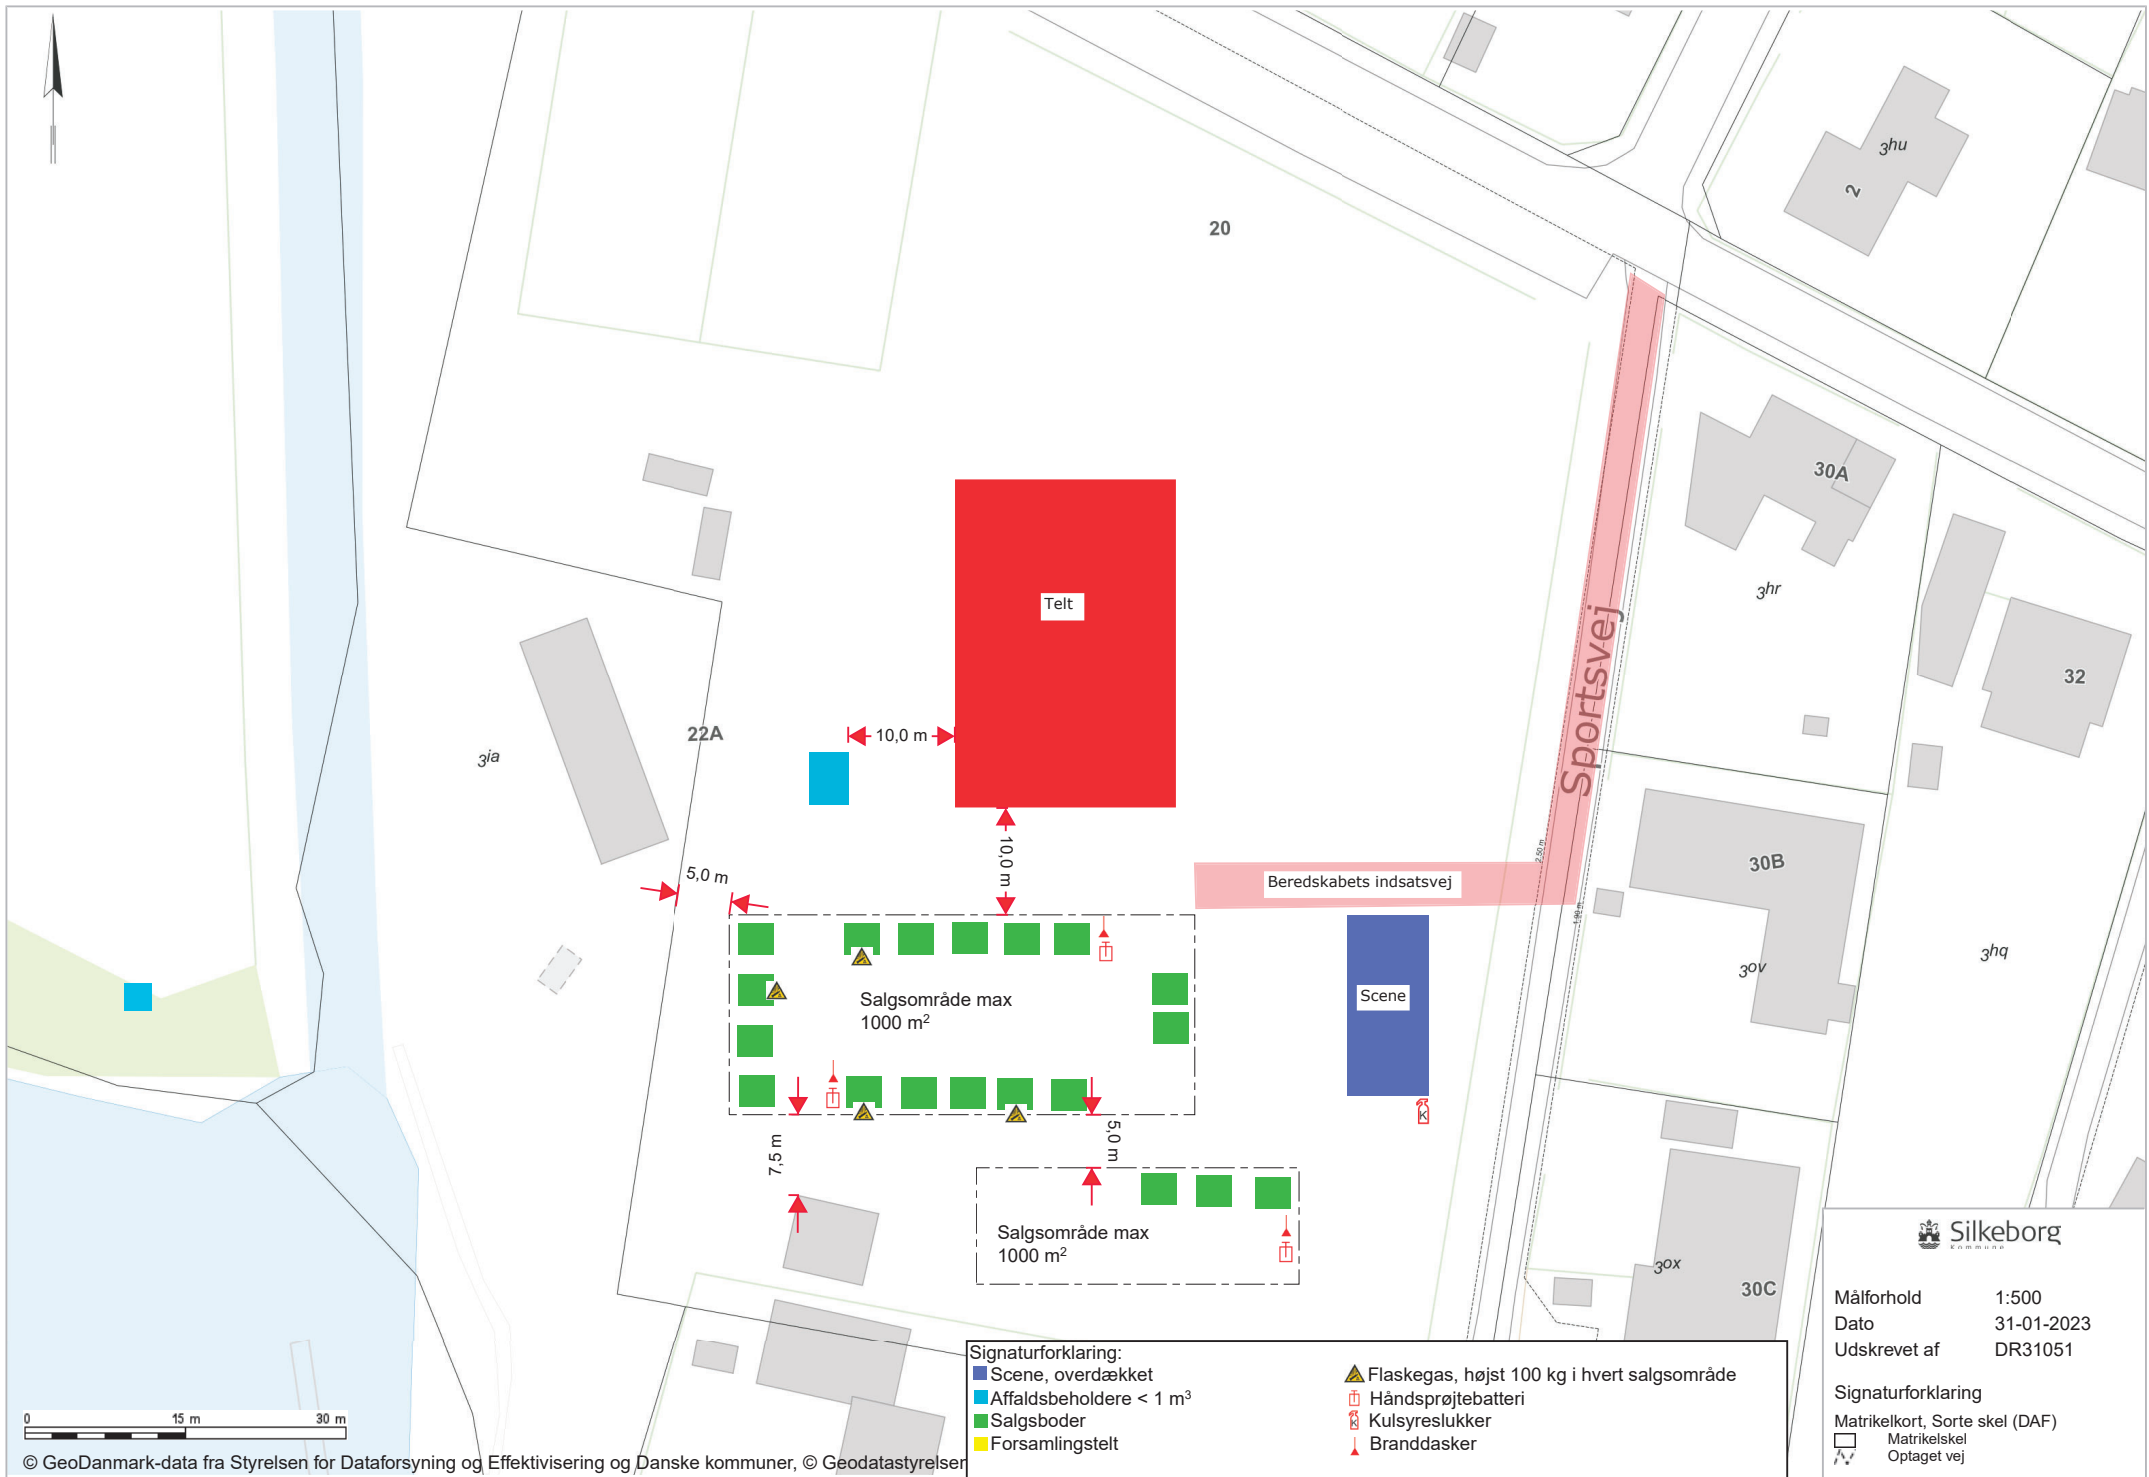 20
3hu
2
30A
3hr
32
Telt
Sportsvej
22A
3ia
10,0 m
10,0 m
5,0 m
2,50 m
30B
Beredskabets indsatsvej
1,90 m
3ov
3hq
Salgsområde max
1000 m²
Scene
7,5 m
5,0 m
K
Salgsområde max
1000 m²
3ox
30C
Silkeborg
Kommune
Målforhold 1:500
Dato 31-01-2023
Udskrevet af DR31051
Signaturforklaring
Matrikelkort, Sorte skel (DAF)
Matrikelskel
Optaget vej
Signaturforklaring:
Scene, overdækket
Affaldsbeholdere < 1 m³
Salgsboder
Forsamlingstelt
Flaskegas, højst 100 kg i hvert salgsområde
Håndsprøjtebatteri
K Kulsyreslukker
Branddasker
0 15 m 30 m
© GeoDanmark-data fra Styrelsen for Dataforsyning og Effektivisering og Danske kommuner, © Geodatastyrelsen